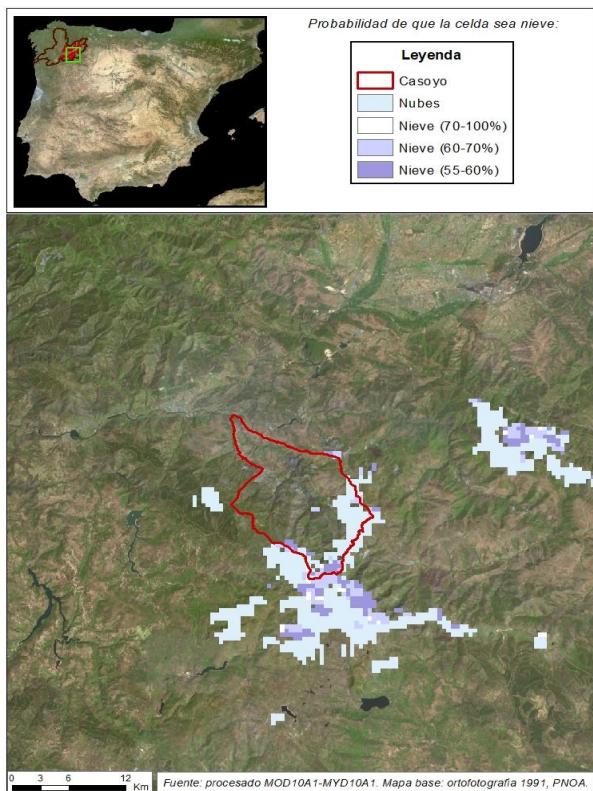 Probabilidad de que la celda sea nieve:
Leyenda
Casoyo
Nubes
Nieve (70-100%)
Nieve (60-70%)
Nieve (55-60%)
0 3 6 12
Km
Fuente: procesado MOD10A1-MYD10A1. Mapa base: ortofotografía 1991, PNOA.